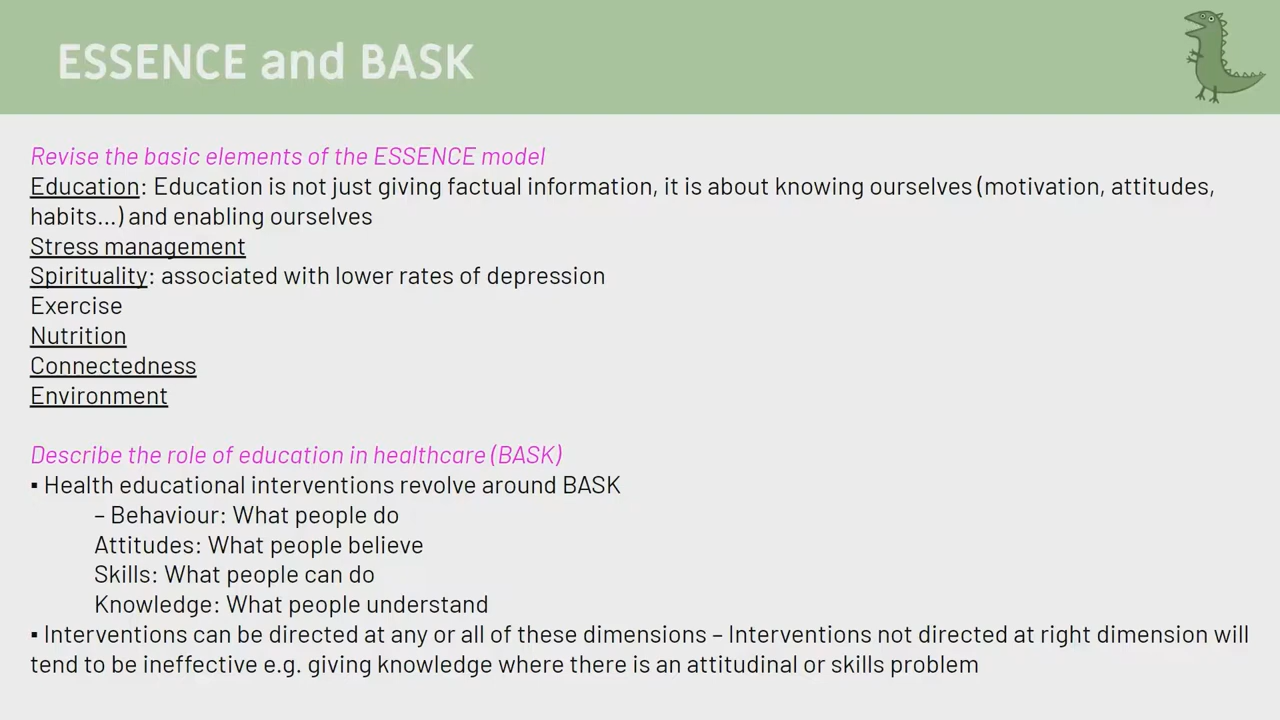 ESSENCE and BASK
Revise the basic elements of the ESSENCE model
Education: Education is not just giving factual information, it is about knowing ourselves (motivation, attitudes,
habits...) and enabling ourselves
Stress management
Spirituality: associated with lower rates of depression
Exercise
Nutrition
Connectedness
Environment
Describe the role of education in healthcare (BASK)
▪ Health educational interventions revolve around BASK
– Behaviour: What people do
Attitudes: What people believe
Skills: What people can do
Knowledge: What people understand
▪ Interventions can be directed at any or all of these dimensions – Interventions not directed at right dimension will
tend to be ineffective e.g. giving knowledge where there is an attitudinal or skills problem